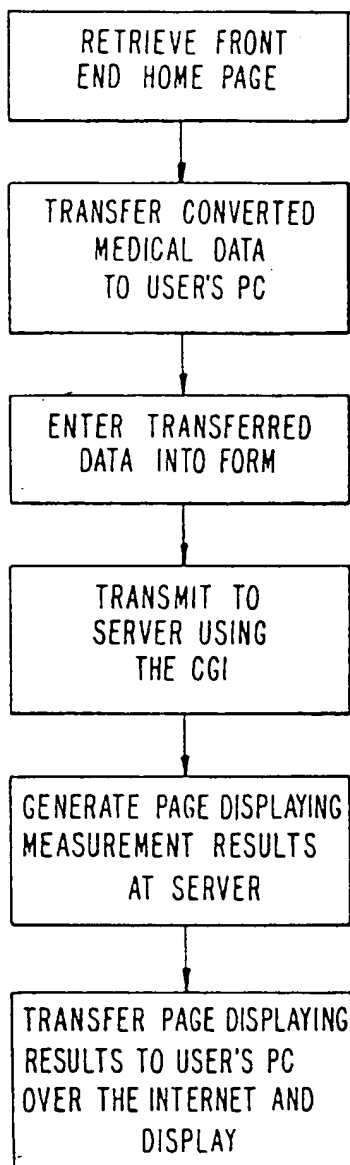 RETRIEVE FRONT
END HOME PAGE
TRANSFER CONVERTED
MEDICAL DATA
TO USER'S PC
ENTER TRANSFERRED
DATA INTO FORM
TRANSMIT TO
SERVER USING
THE CGI
GENERATE PAGE DISPLAYING
MEASUREMENT RESULTS
AT SERVER
TRANSFER PAGE DISPLAYING
RESULTS TO USER'S PC
OVER THE INTERNET AND
DISPLAY